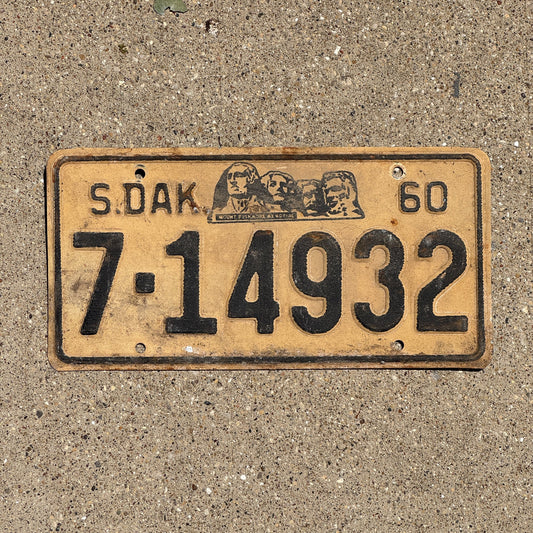 S.DAK. 60
MOUNT RUSHMORE MEMORIAL
7·14932